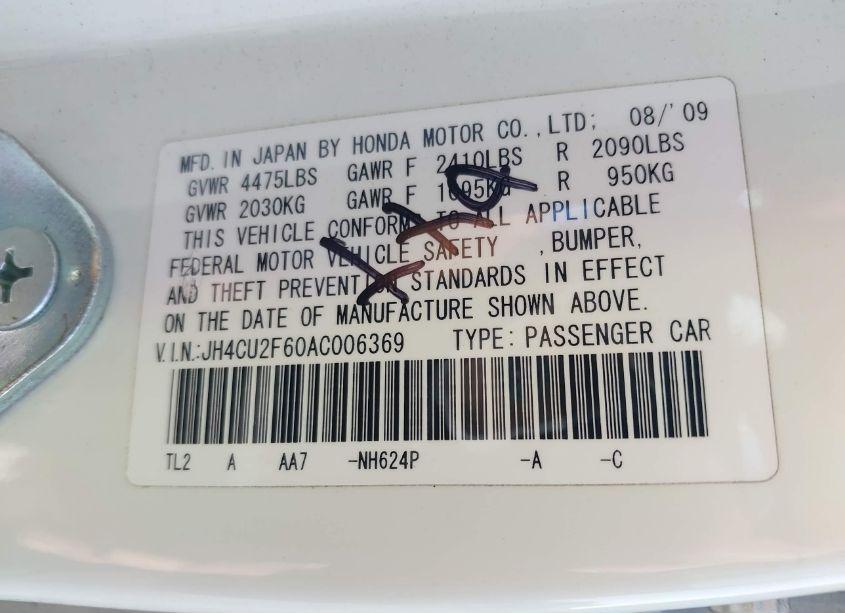 MFD. IN JAPAN BY HONDA MOTOR CO.,LTD; 08/'09
GVWR 4475LBS GAWR F 2410LBS R 2090LBS
GVWR 2030KG GAWR F 1095KG R 950KG
THIS VEHICLE CONFORMS TO ALL APPLICABLE
FEDERAL MOTOR VEHICLE SAFETY ,BUMPER,
AND THEFT PREVENTION STANDARDS IN EFFECT
ON THE DATE OF MANUFACTURE SHOWN ABOVE.
V.I.N.:JH4CU2F60AC006369 TYPE: PASSENGER CAR
TL2 A AA7 -NH624P -A -C